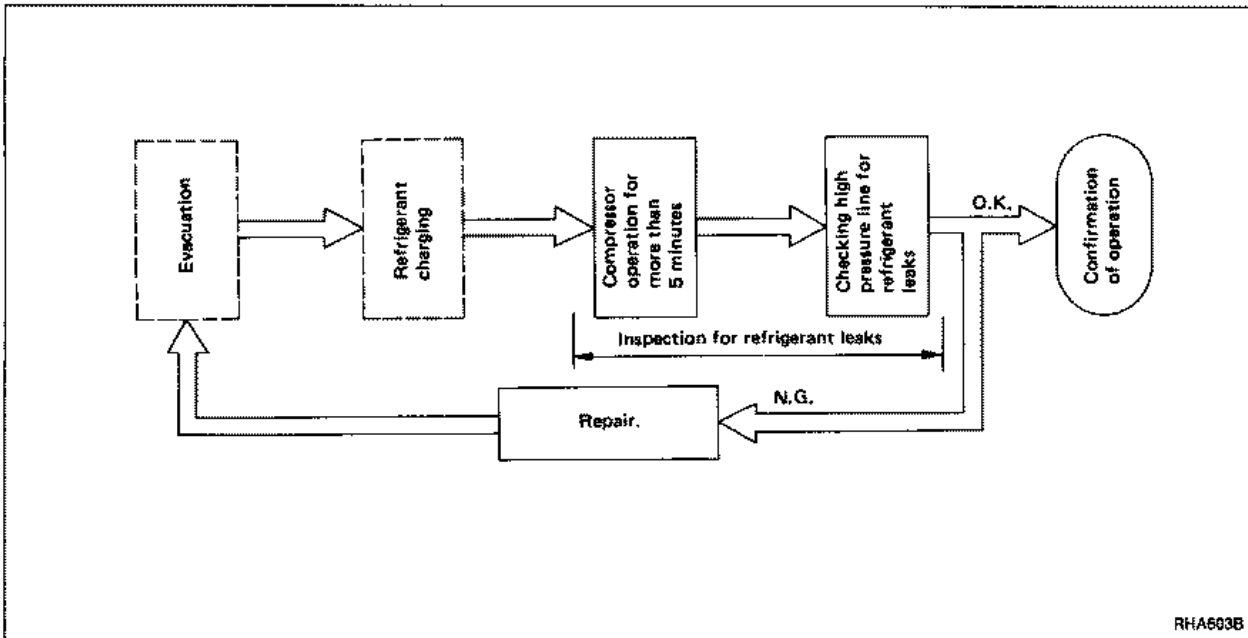 Evacuation
Refrigerant
charging
Compressor
operation for
more than
5 minutes
Checking high
pressure line for
refrigerant
leaks
O.K.
Confirmation
of operation
Inspection for refrigerant leaks
N.G.
Repair.
RHA603B